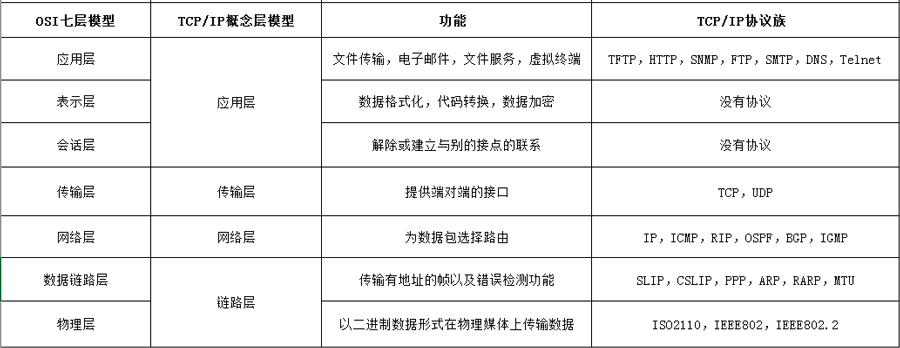 OSI七层模型 TCP/IP概念层模型 功能 TCP/IP协议族
应用层 文件传输，电子邮件，文件服务，虚拟终端 TFTP，HTTP，SNMP，FTP，SMTP，DNS，Telnet
表示层 应用层 数据格式化，代码转换，数据加密 没有协议
会话层 解除或建立与别的接点的联系 没有协议
传输层 传输层 提供端对端的接口 TCP，UDP
网络层 网络层 为数据包选择路由 IP，ICMP，RIP，OSPF，BGP，IGMP
数据链路层 传输有地址的帧以及错误检测功能 SLIP，CSLIP，PPP，ARP，RARP，MTU
链路层
物理层 以二进制数据形式在物理媒体上传输数据 ISO2110，IEEE802，IEEE802.2